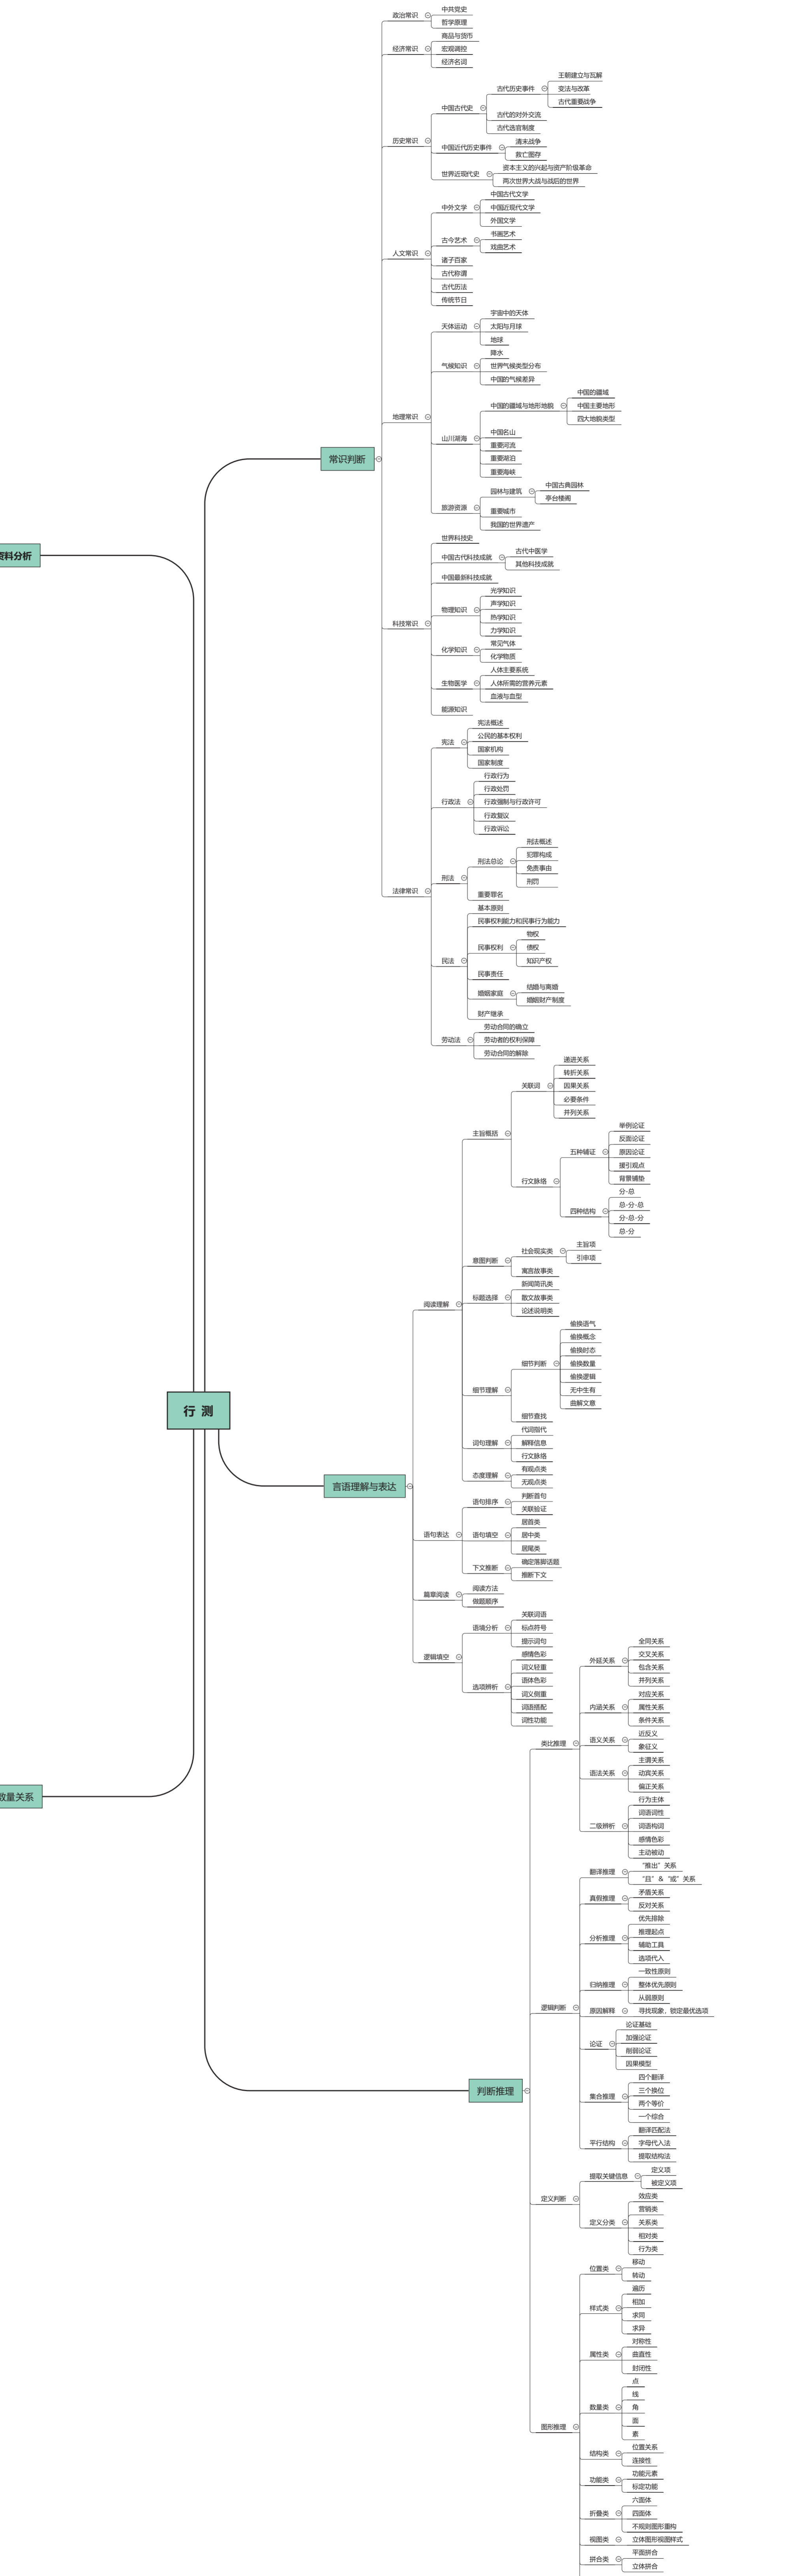 行 测
资料分析
数量关系
常识判断
政治常识
中共党史
哲学原理
经济常识
商品与货币
宏观调控
经济名词
历史常识
中国古代史
古代历史事件
王朝建立与瓦解
变法与改革
古代重要战争
古代的对外交流
古代选官制度
中国近代历史事件
清末战争
救亡图存
世界近现代史
资本主义的兴起与资产阶级革命
两次世界大战与战后的世界
人文常识
中外文学
中国古代文学
中国近现代文学
外国文学
古今艺术
书画艺术
戏曲艺术
诸子百家
古代称谓
古代历法
传统节日
地理常识
天体运动
宇宙中的天体
太阳与月球
地球
气候知识
降水
世界气候类型分布
中国的气候差异
山川湖海
中国的疆域与地形地貌
中国的疆域
中国主要地形
四大地貌类型
中国名山
重要河流
重要湖泊
重要海峡
旅游资源
园林与建筑
中国古典园林
亭台楼阁
重要城市
我国的世界遗产
科技常识
世界科技史
中国古代科技成就
古代中医学
其他科技成就
中国最新科技成就
物理知识
光学知识
声学知识
热学知识
力学知识
化学知识
常见气体
化学物质
生物医学
人体主要系统
人体所需的营养元素
血液与血型
能源知识
法律常识
宪法
宪法概述
公民的基本权利
国家机构
国家制度
行政法
行政行为
行政处罚
行政强制与行政许可
行政复议
行政诉讼
刑法
刑法总论
刑法概述
犯罪构成
免责事由
刑罚
重要罪名
民法
基本原则
民事权利能力和民事行为能力
民事权利
物权
债权
知识产权
民事责任
婚姻家庭
结婚与离婚
婚姻财产制度
财产继承
劳动法
劳动合同的确立
劳动者的权利保障
劳动合同的解除
言语理解与表达
阅读理解
主旨概括
关联词
递进关系
转折关系
因果关系
必要条件
并列关系
行文脉络
五种辅证
举例论证
反面论证
原因论证
援引观点
背景铺垫
四种结构
分-总
总-分-总
分-总-分
总-分
意图判断
社会现实类
主旨项
引申项
寓言故事类
标题选择
新闻简讯类
散文故事类
论述说明类
细节理解
细节判断
偷换语气
偷换概念
偷换时态
偷换数量
偷换逻辑
无中生有
曲解文意
细节查找
词句理解
代词指代
解释信息
行文脉络
态度理解
有观点类
无观点类
语句表达
语句排序
判断首句
关联验证
语句填空
居首类
居中类
居尾类
下文推断
确定落脚话题
推断下文
篇章阅读
阅读方法
做题顺序
逻辑填空
语境分析
关联词语
标点符号
提示词句
选项辨析
感情色彩
词义轻重
语体色彩
词义侧重
词语搭配
词性功能
判断推理
类比推理
外延关系
全同关系
交叉关系
包含关系
并列关系
内涵关系
对应关系
属性关系
条件关系
语义关系
近反义
象征义
语法关系
主谓关系
动宾关系
偏正关系
二级辨析
行为主体
词语词性
词语构词
感情色彩
主动被动
逻辑判断
翻译推理
“推出”关系
“且”&“或”关系
真假推理
矛盾关系
反对关系
分析推理
优先排除
推理起点
辅助工具
选项代入
归纳推理
一致性原则
整体优先原则
从弱原则
原因解释
寻找现象，锁定最优选项
论证
论证基础
加强论证
削弱论证
因果模型
集合推理
四个翻译
三个换位
两个等价
一个综合
平行结构
翻译匹配法
字母代入法
提取结构法
定义判断
提取关键信息
定义项
被定义项
定义分类
效应类
营销类
关系类
相对类
行为类
图形推理
位置类
移动
转动
样式类
遍历
相加
求同
求异
属性类
对称性
曲直性
封闭性
数量类
点
线
角
面
素
结构类
位置关系
连接性
功能类
功能元素
标定功能
折叠类
六面体
四面体
不规则图形重构
视图类
立体图形视图样式
拼合类
平面拼合
立体拼合